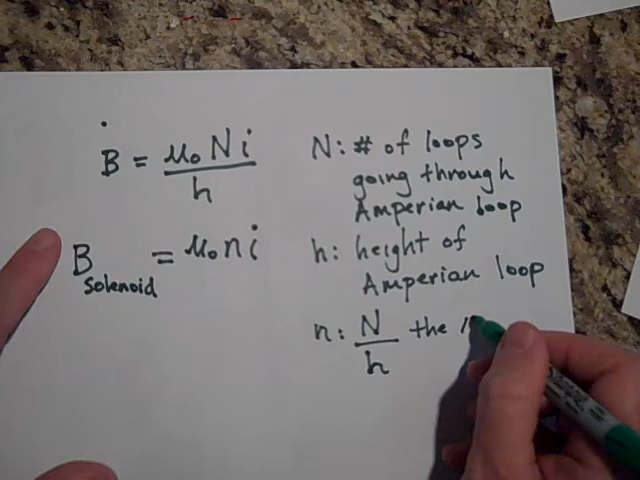 B = μ₀Ni/h
B solenoid = μ₀ni
N: # of loops
going through
Amperian loop
h: height of
Amperian loop
n: N/h the